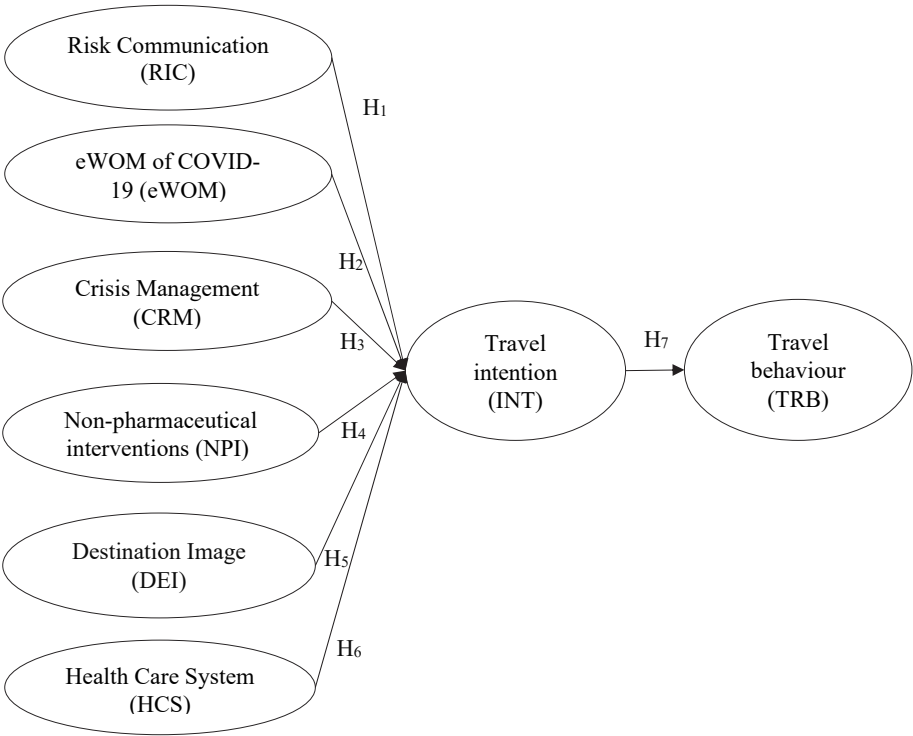 Risk Communication
(RIC)
H1
eWOM of COVID-
19 (eWOM)
H2
Crisis Management
(CRM)
H3
Travel
intention
(INT)
H7
Travel
behaviour
(TRB)
Non-pharmaceutical
interventions (NPI)
H4
Destination Image
(DEI)
H5
Health Care System
(HCS)
H6